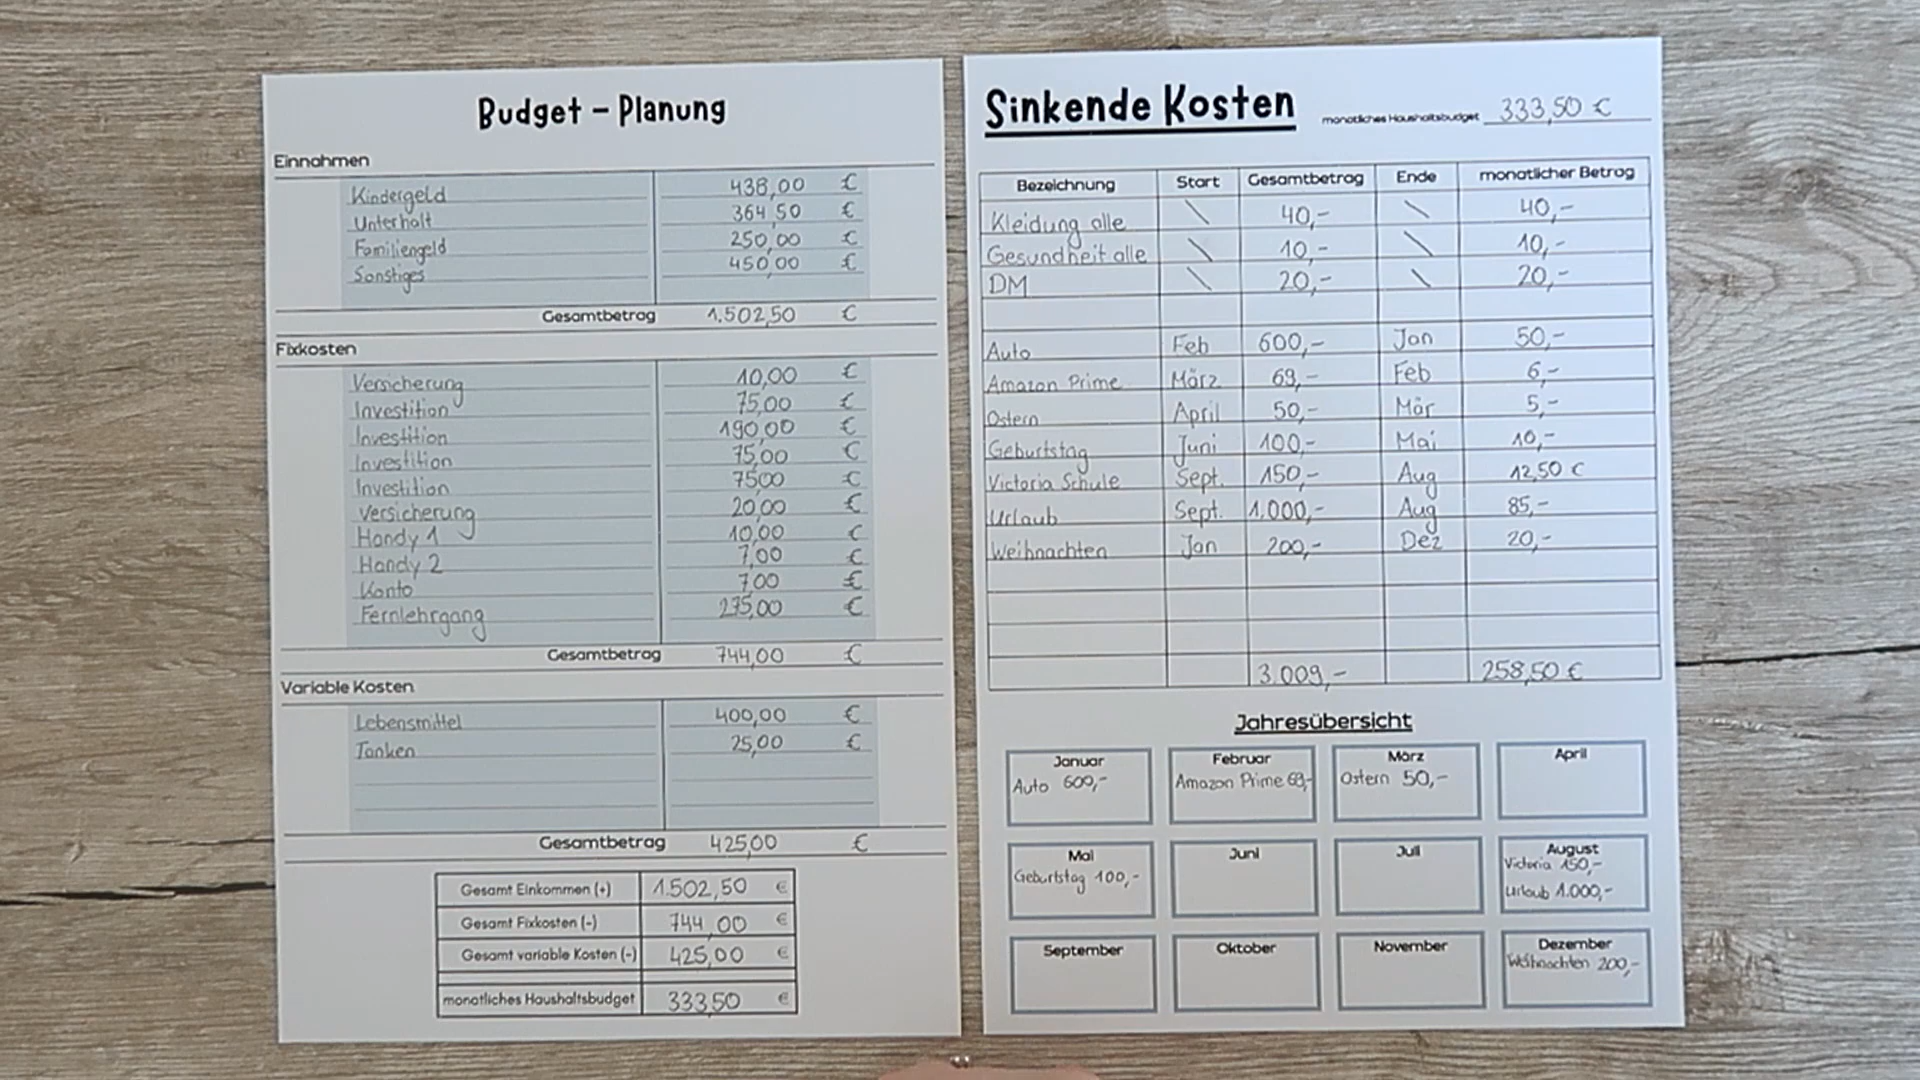 Budget - Planung
Einnahmen
Kindergeld 438,00 €
Unterhalt 364,50 €
Familiengeld 250,00 €
Sonstiges 450,00 €
Gesamtbetrag 1.502,50 €
Fixkosten
Versicherung 10,00 €
Investition 75,00 €
Investition 190,00 €
Investition 75,00 €
Investition 75,00 €
Versicherung 20,00 €
Handy 1 10,00 €
Handy 2 7,00 €
Konto 7,00 €
Fernlehrgang 275,00 €
Gesamtbetrag 744,00 €
Variable Kosten
Lebensmittel 400,00 €
Tanken 25,00 €
Gesamtbetrag 425,00 €
Gesamt Einkommen (+) 1.502,50 €
Gesamt Fixkosten (-) 744,00 €
Gesamt variable Kosten (-) 425,00 €
monatliches Haushaltsbudget 333,50 €
Sinkende Kosten monatliches Haushaltsbudget 333,50 €
Bezeichnung Start Gesamtbetrag Ende monatlicher Betrag
Kleidung alle \ 40,- \ 40,-
Gesundheit alle \ 10,- \ 10,-
DM \ 20,- \ 20,-
Auto Feb 600,- Jan 50,-
Amazon Prime März 69,- Feb 6,-
Ostern April 50,- Mär 5,-
Geburtstag Juni 100,- Mai 10,-
Victoria Schule Sept. 150,- Aug 12,50 €
Urlaub Sept. 1.000,- Aug 85,-
Weihnachten Jan 200,- Dez 20,-
3.009,- 258,50 €
Jahresübersicht
Januar
Auto 600,-
Februar
Amazon Prime 69,-
März
Ostern 50,-
April
Mai
Geburtstag 100,-
Juni
Juli
August
Victoria 150,-
Urlaub 1.000,-
September
Oktober
November
Dezember
Weihnachten 200,-